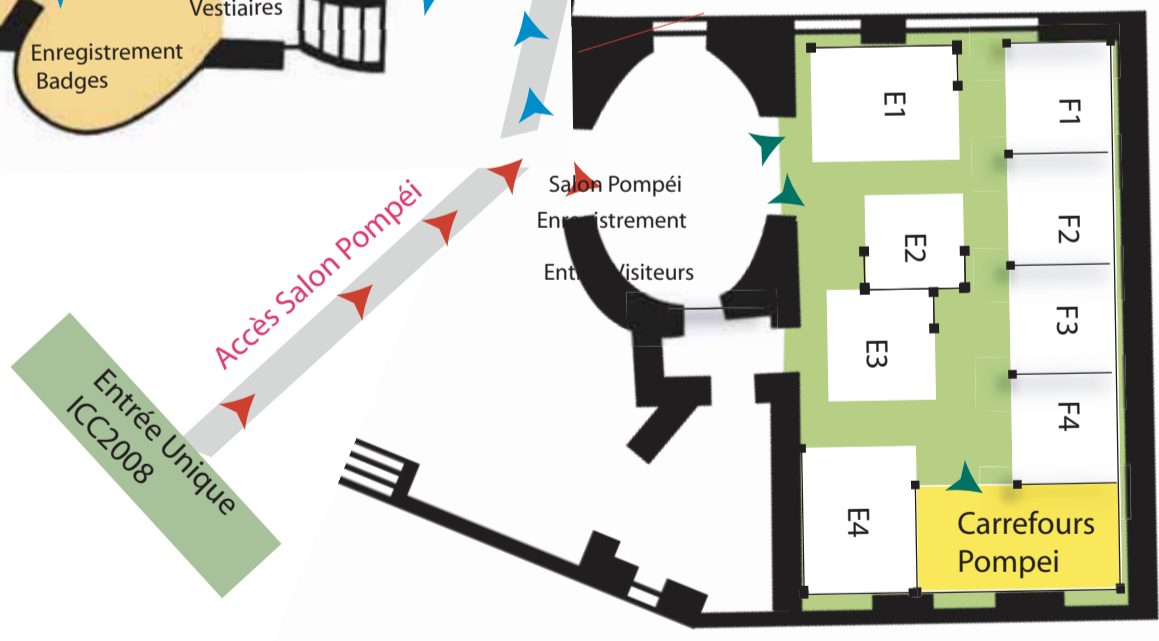 Vestiaires
Enregistrement
Badges
Accès Salon Pompéi
Entrée Unique
ICC2008
Salon Pompéi
Enregistrement
Entrée Visiteurs
E1
E2
E3
E4
F1
F2
F3
F4
Carrefours
Pompei